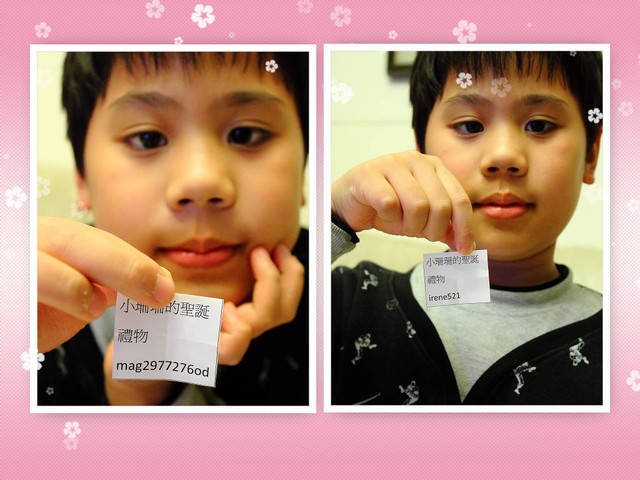 小珊珊的聖誕
禮物
mag2977276od
小珊珊的聖誕
禮物
irene521